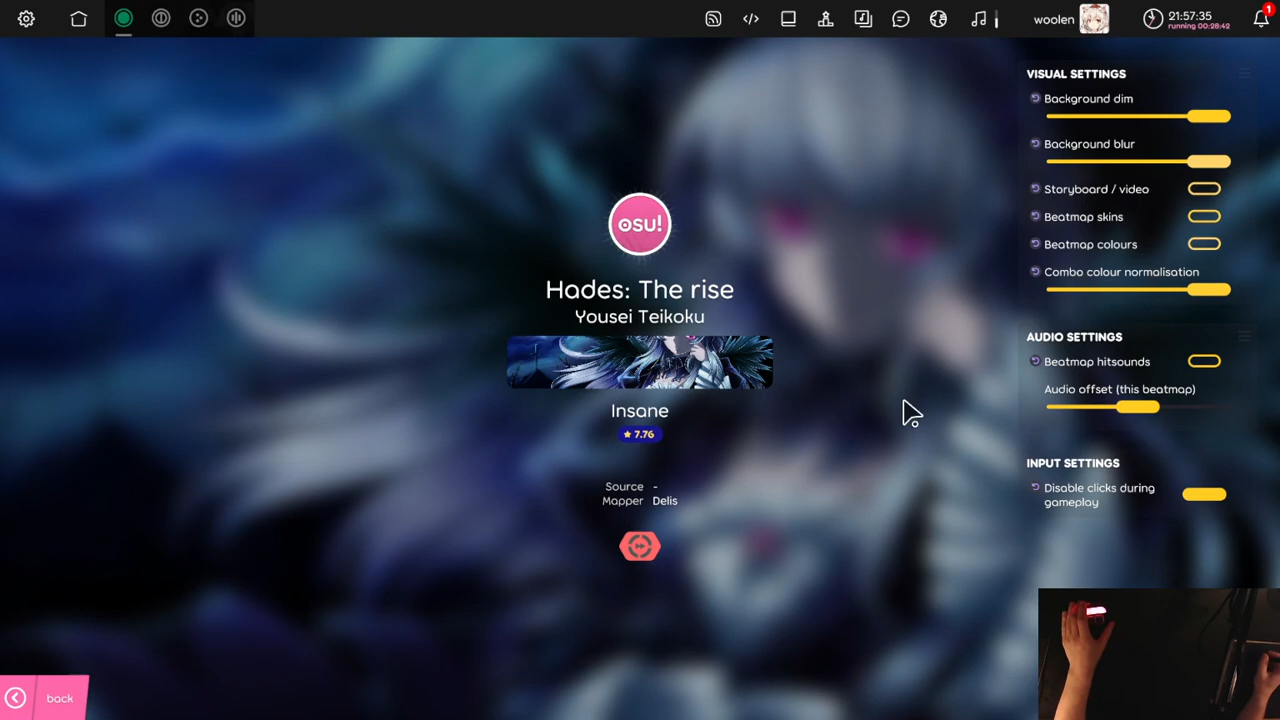 woolen
21:57:35
running 00:28:42
1
VISUAL SETTINGS
Background dim
Background blur
Storyboard / video
Beatmap skins
Beatmap colours
Combo colour normalisation
AUDIO SETTINGS
Beatmap hitsounds
Audio offset (this beatmap)
INPUT SETTINGS
Disable clicks during
gameplay
osu!
Hades: The rise
Yousei Teikoku
Insane
7.76
Source -
Mapper Delis
back